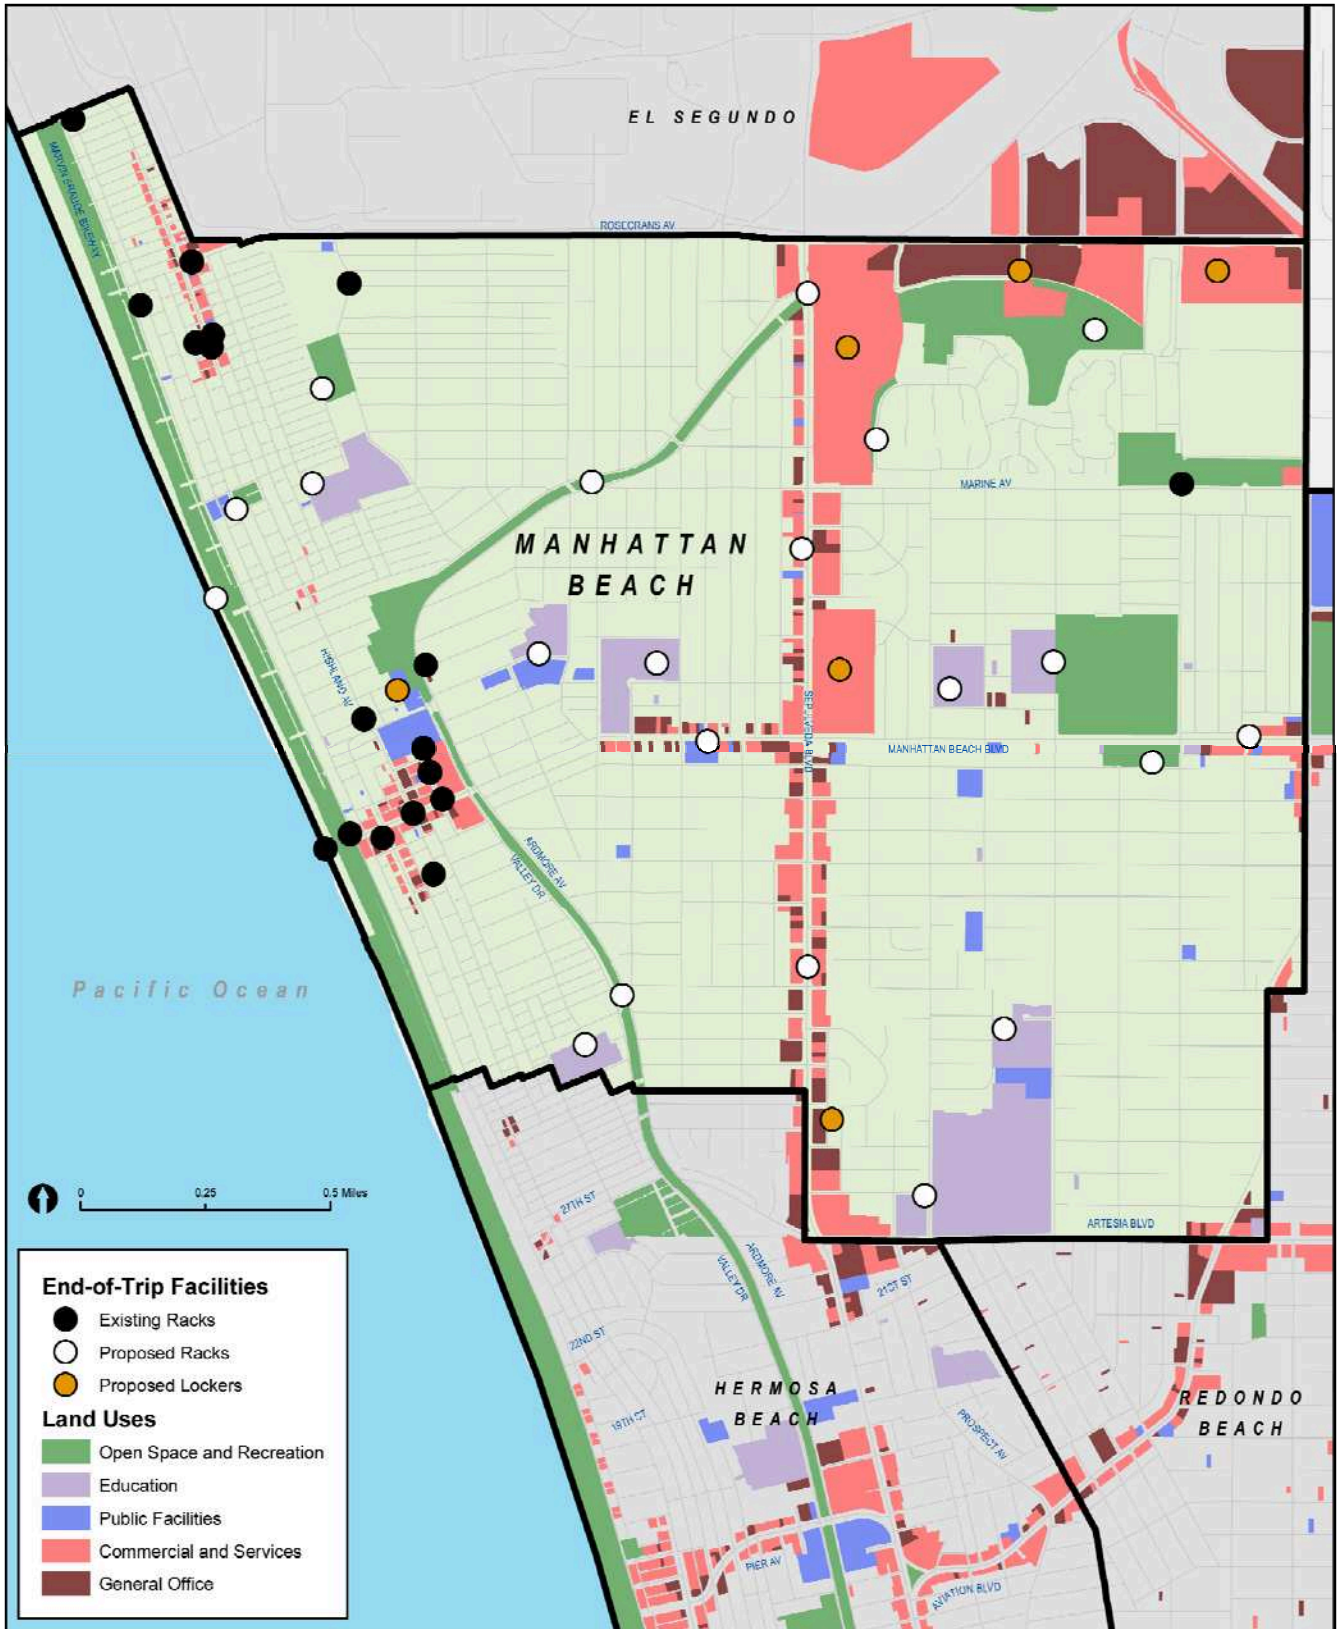 EL SEGUNDO
MARVIN BRAUDE BIKEWAY
ROSECRANS AV
MARINE AV
MANHATTAN
BEACH
HIGHLAND AV
SEPULVEDA BLVD
MANHATTAN BEACH BLVD
ARDMORE AV
VALLEY DR
Pacific Ocean
0 0.25 0.5 Miles
27TH ST
ARTESIA BLVD
ARDMORE AV
VALLEY DR
21ST ST
22ND ST
HERMOSA
BEACH
REDONDO
BEACH
19TH CT
PROSPECT AV
PIER AV
AVIATION BLVD
End-of-Trip Facilities
Existing Racks
Proposed Racks
Proposed Lockers
Land Uses
Open Space and Recreation
Education
Public Facilities
Commercial and Services
General Office